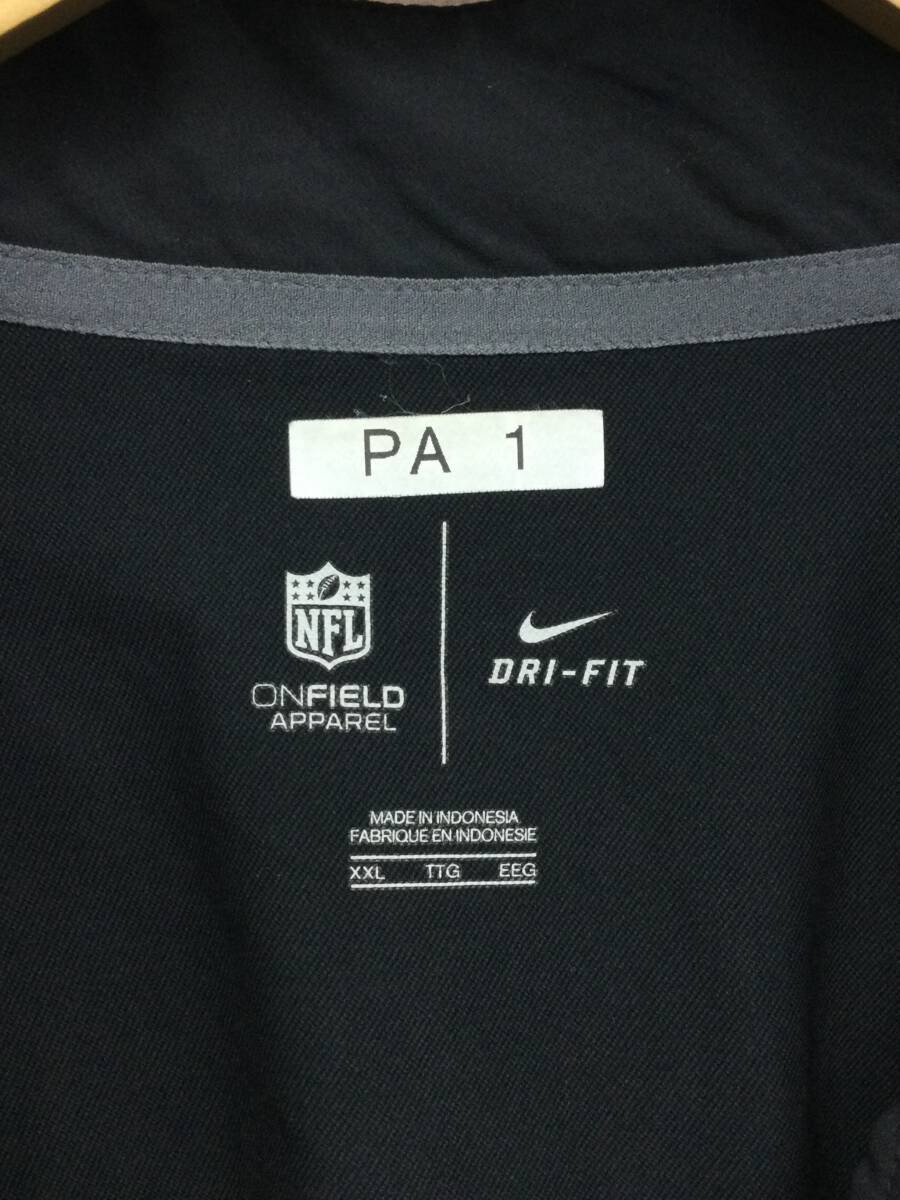 PA 1
NFL
ONFIELD
APPAREL
DRI-FIT
MADE IN INDONESIA
FABRIQUE EN INDONESIE
XXL TTG EEG